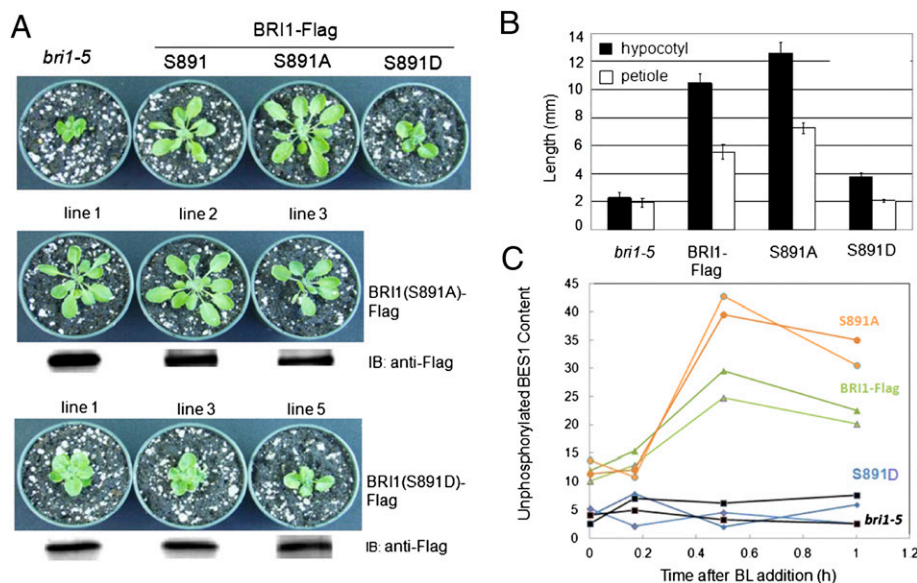 A
BRI1-Flag
bri1-5 S891 S891A S891D
line 1 line 2 line 3
BRI1(S891A)-
Flag
IB: anti-Flag
line 1 line 3 line 5
BRI1(S891D)-
Flag
IB: anti-Flag
B
14
12
10
8
6
4
2
0
Length (mm)
hypocotyl
petiole
bri1-5 BRI1- S891A S891D
Flag
C
45
40
35
30
25
20
15
10
5
0
Unphosphorylated BES1 Content
S891A
BRI1-Flag
S891D
bri1-5
0 0.2 0.4 0.6 0.8 1 1.2
Time after BL addition (h)